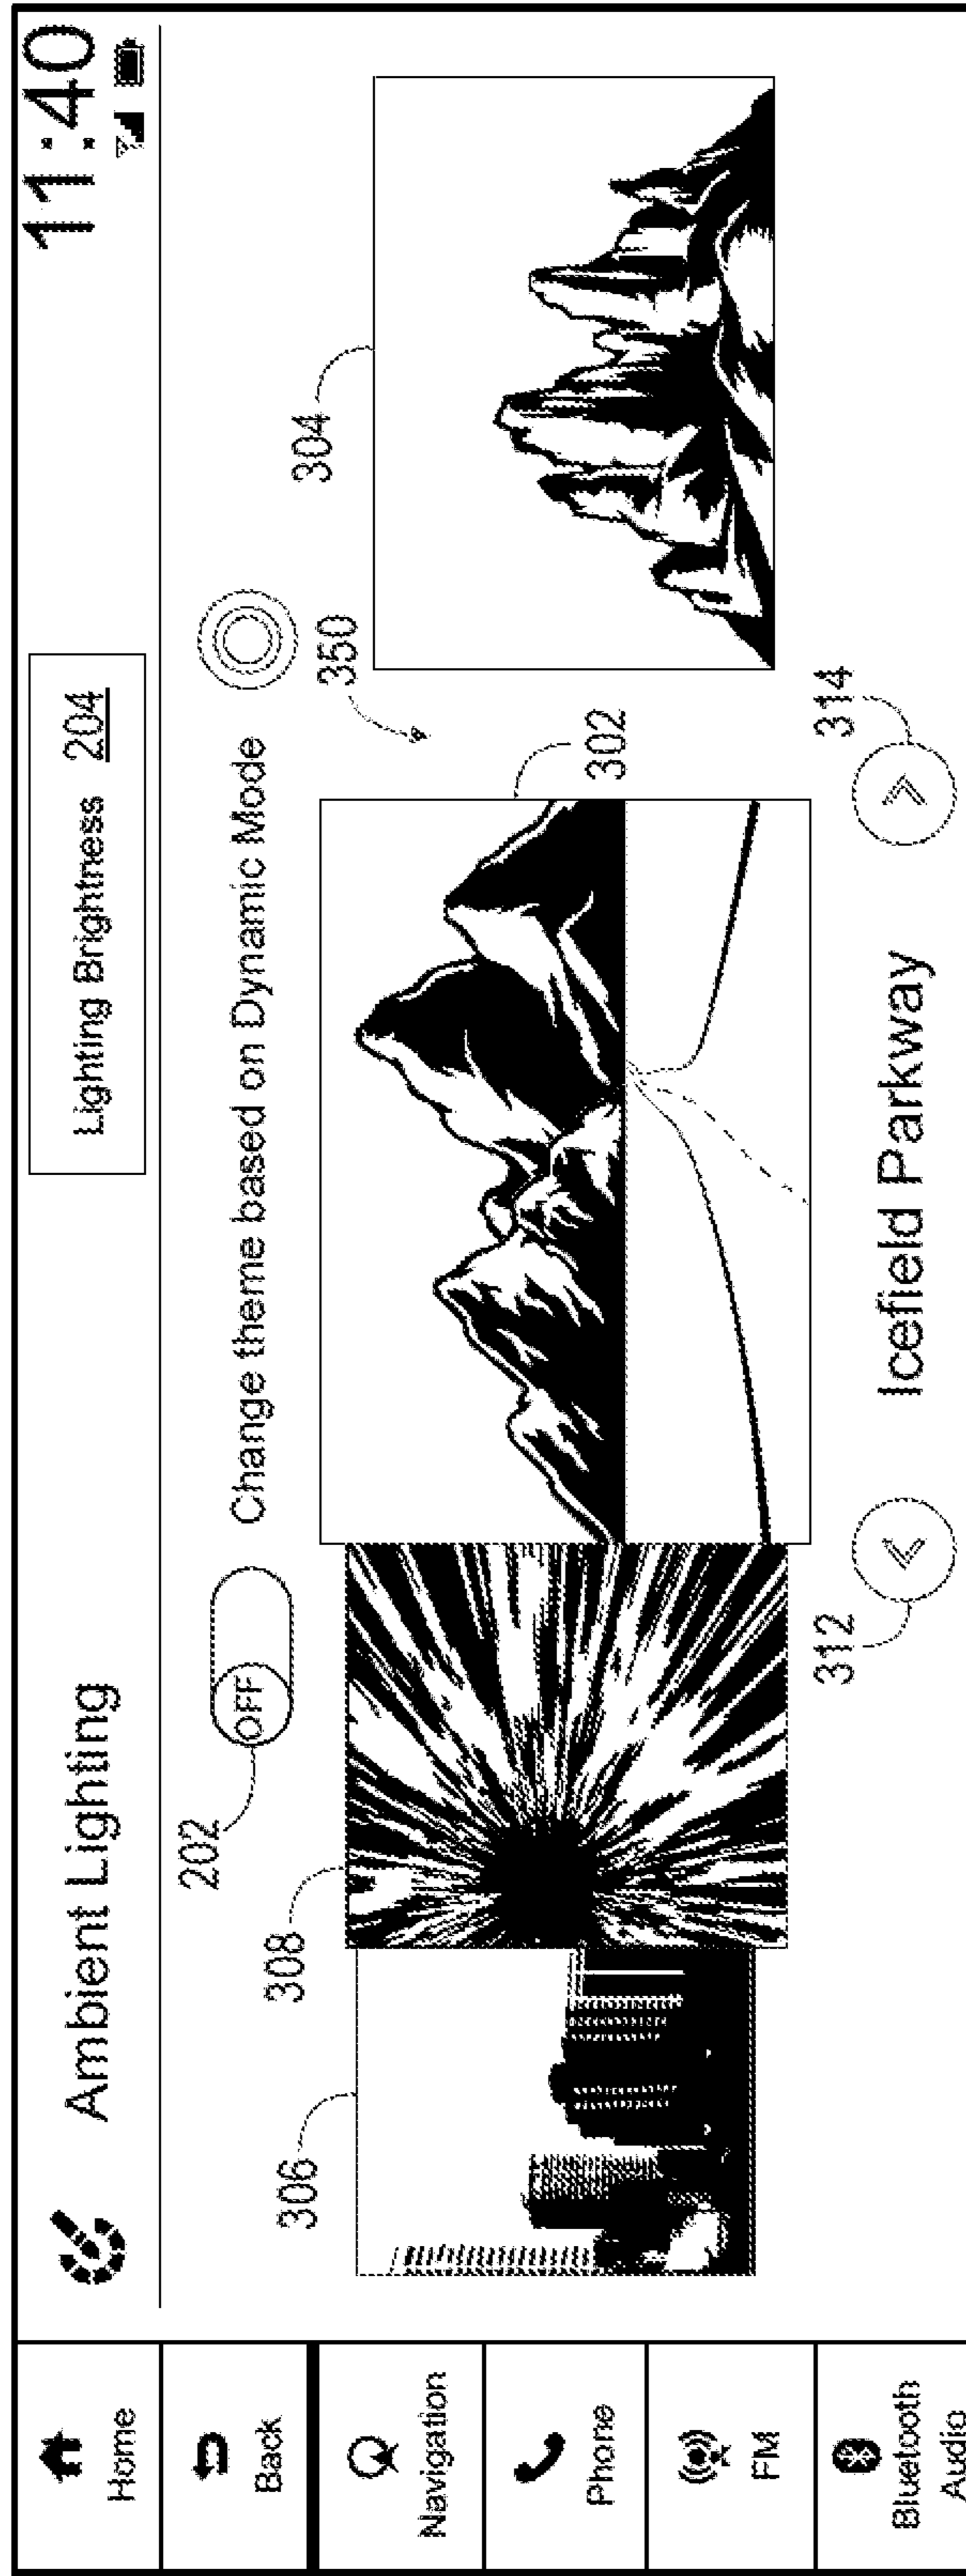 Home
Back
Navigation
Phone
FM
Bluetooth
Audio
Ambient Lighting
Lighting Brightness 204
11:40
202
OFF
Change theme based on Dynamic Mode
306
308
350
304
302
312
Icefield Parkway
314